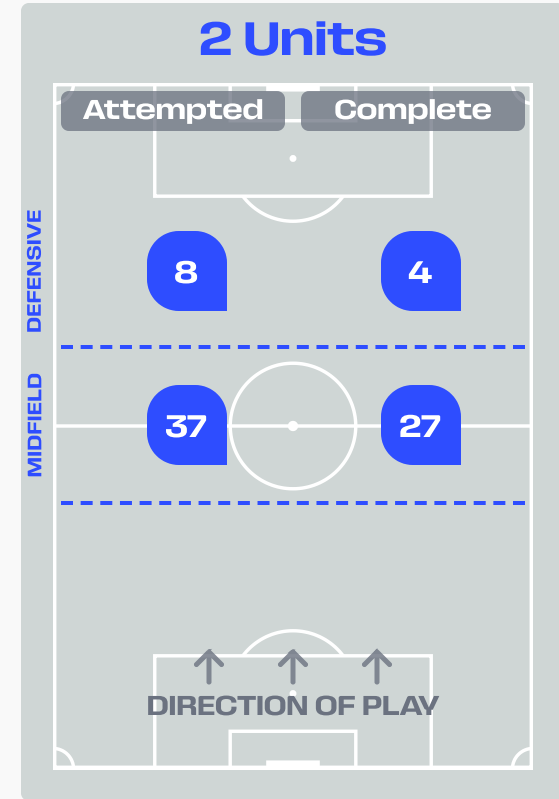 2 Units
Attempted
Complete
DEFENSIVE
8
4
MIDFIELD
37
27
DIRECTION OF PLAY